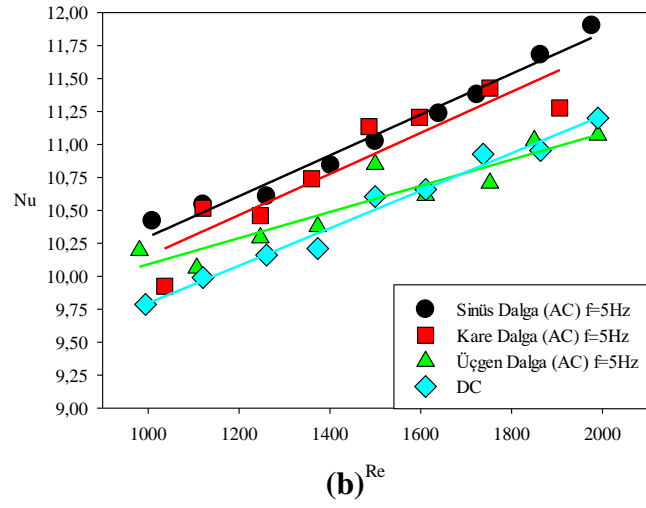 12,00
11,75
11,50
11,25
11,00
10,75
Nu
10,50
10,25
10,00
9,75
9,50
9,25
9,00
Sinüs Dalga (AC) f=5Hz
Kare Dalga (AC) f=5Hz
Üçgen Dalga (AC) f=5Hz
DC
1000 1200 1400 1600 1800 2000
(b) Re